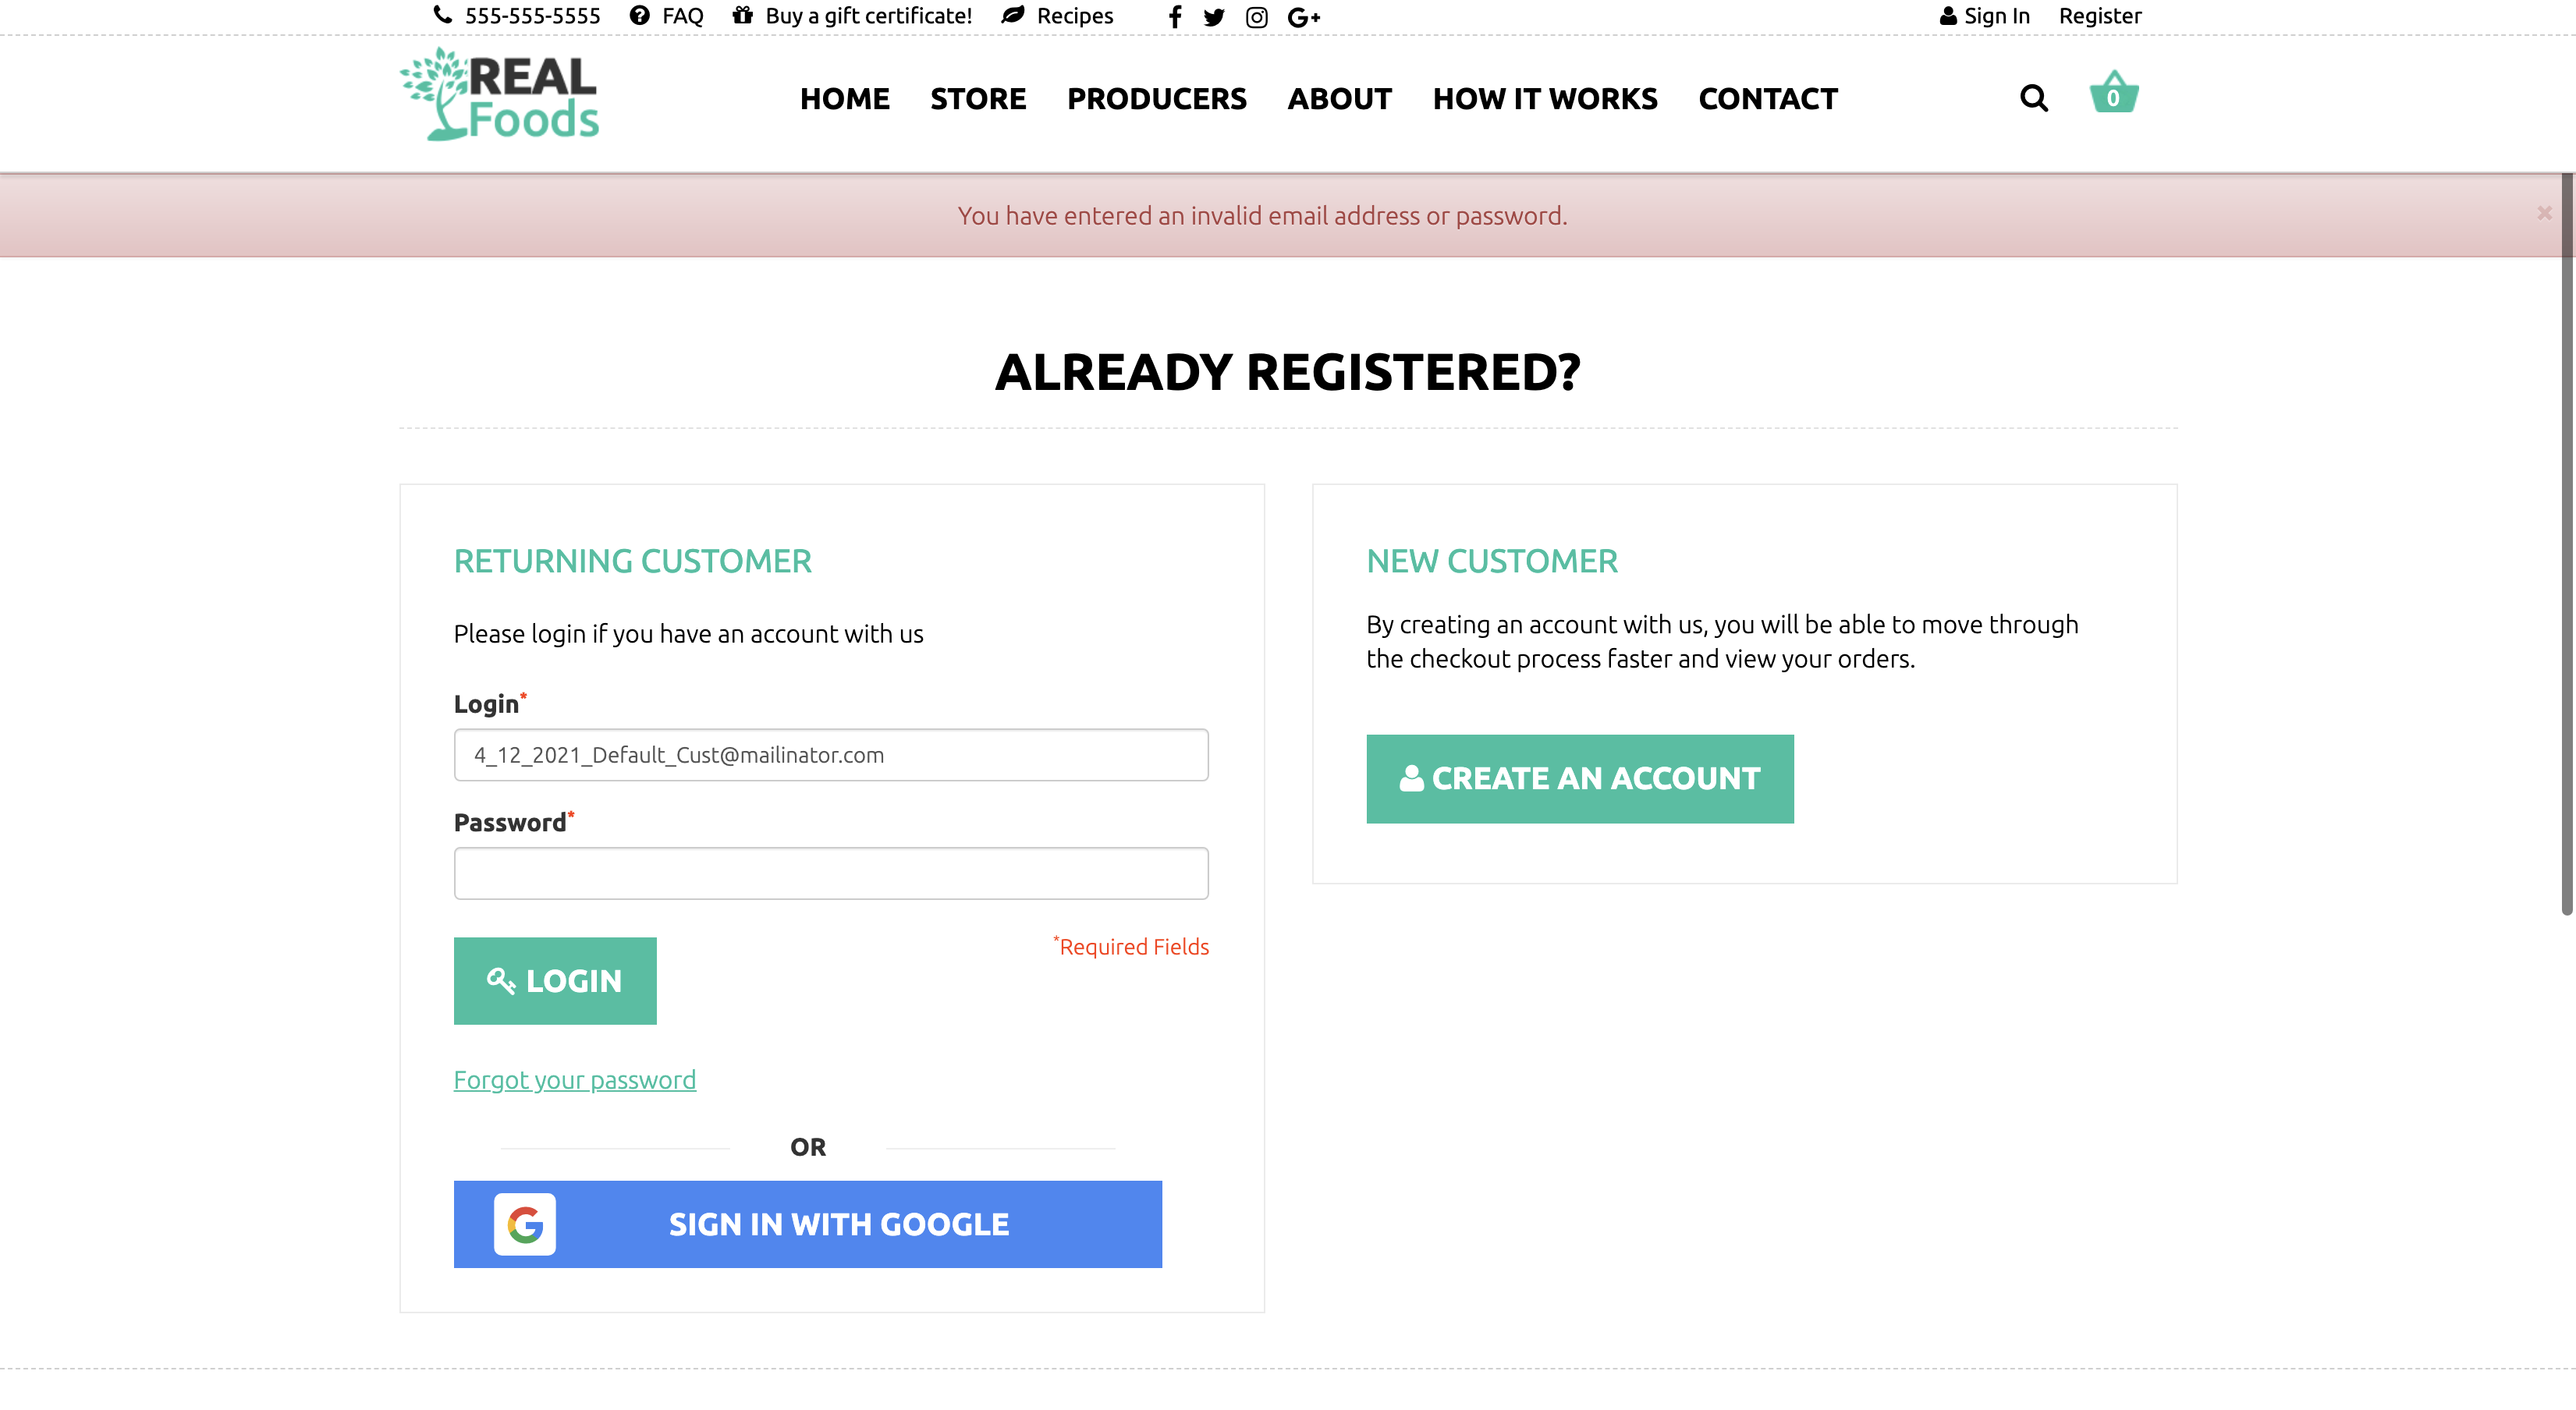 555-555-5555 FAQ Buy a gift certificate! Recipes Sign In Register
REAL
Foods
HOME STORE PRODUCERS ABOUT HOW IT WORKS CONTACT
0
You have entered an invalid email address or password.
ALREADY REGISTERED?
RETURNING CUSTOMER
Please login if you have an account with us
Login*
4_12_2021_Default_Cust@mailinator.com
Password*
*Required Fields
LOGIN
Forgot your password
OR
SIGN IN WITH GOOGLE
NEW CUSTOMER
By creating an account with us, you will be able to move through
the checkout process faster and view your orders.
CREATE AN ACCOUNT